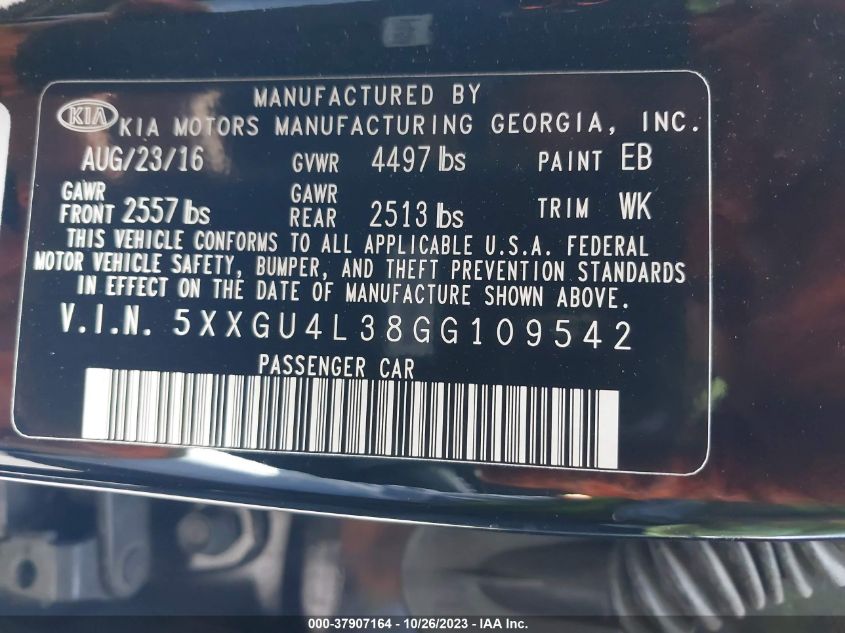 MANUFACTURED BY
KIA KIA MOTORS MANUFACTURING GEORGIA, INC.
AUG/23/16 GVWR 4497 lbs PAINT EB
GAWR FRONT 2557 lbs GAWR REAR 2513 lbs TRIM WK
THIS VEHICLE CONFORMS TO ALL APPLICABLE U.S.A. FEDERAL
MOTOR VEHICLE SAFETY, BUMPER, AND THEFT PREVENTION STANDARDS
IN EFFECT ON THE DATE OF MANUFACTURE SHOWN ABOVE.
V.I.N. 5XXGU4L38GG109542
PASSENGER CAR
000-37907164 - 10/26/2023 - IAA Inc.